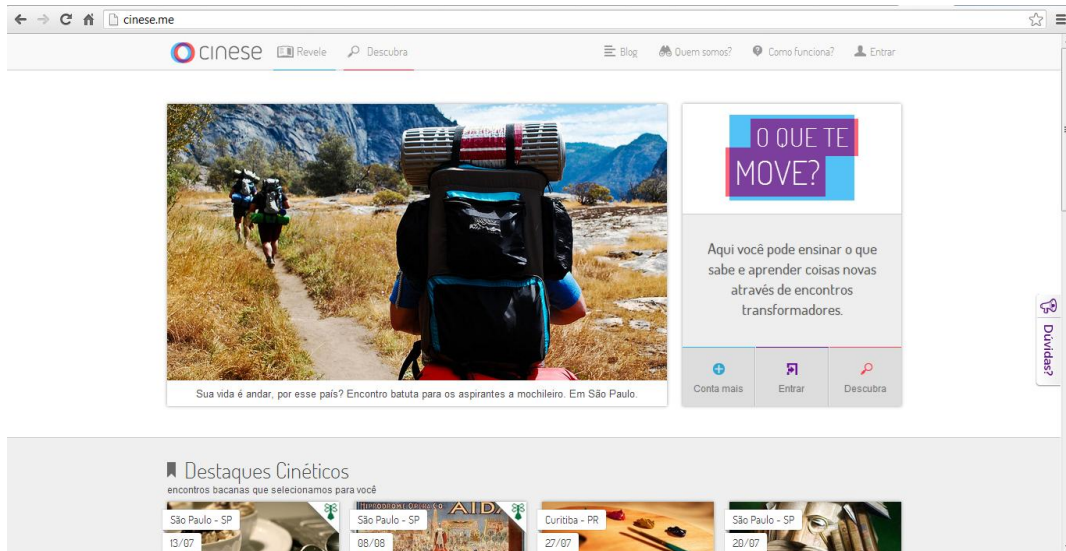 cinese.me
cinese Revele Descubra Blog Quem somos? Como funciona? Entrar
O QUE TE
MOVE?
Aqui você pode ensinar o que
sabe e aprender coisas novas
através de encontros
transformadores.
Conta mais Entrar Descubra
Sua vida é andar, por esse país? Encontro batuta para os aspirantes a mochileiro. Em São Paulo.
Dúvidas?
Destaques Cinéticos
encontros bacanas que selecionamos para você
São Paulo - SP São Paulo - SP Curitiba - PR São Paulo - SP
13/07 08/08 27/07 20/07
AIDA